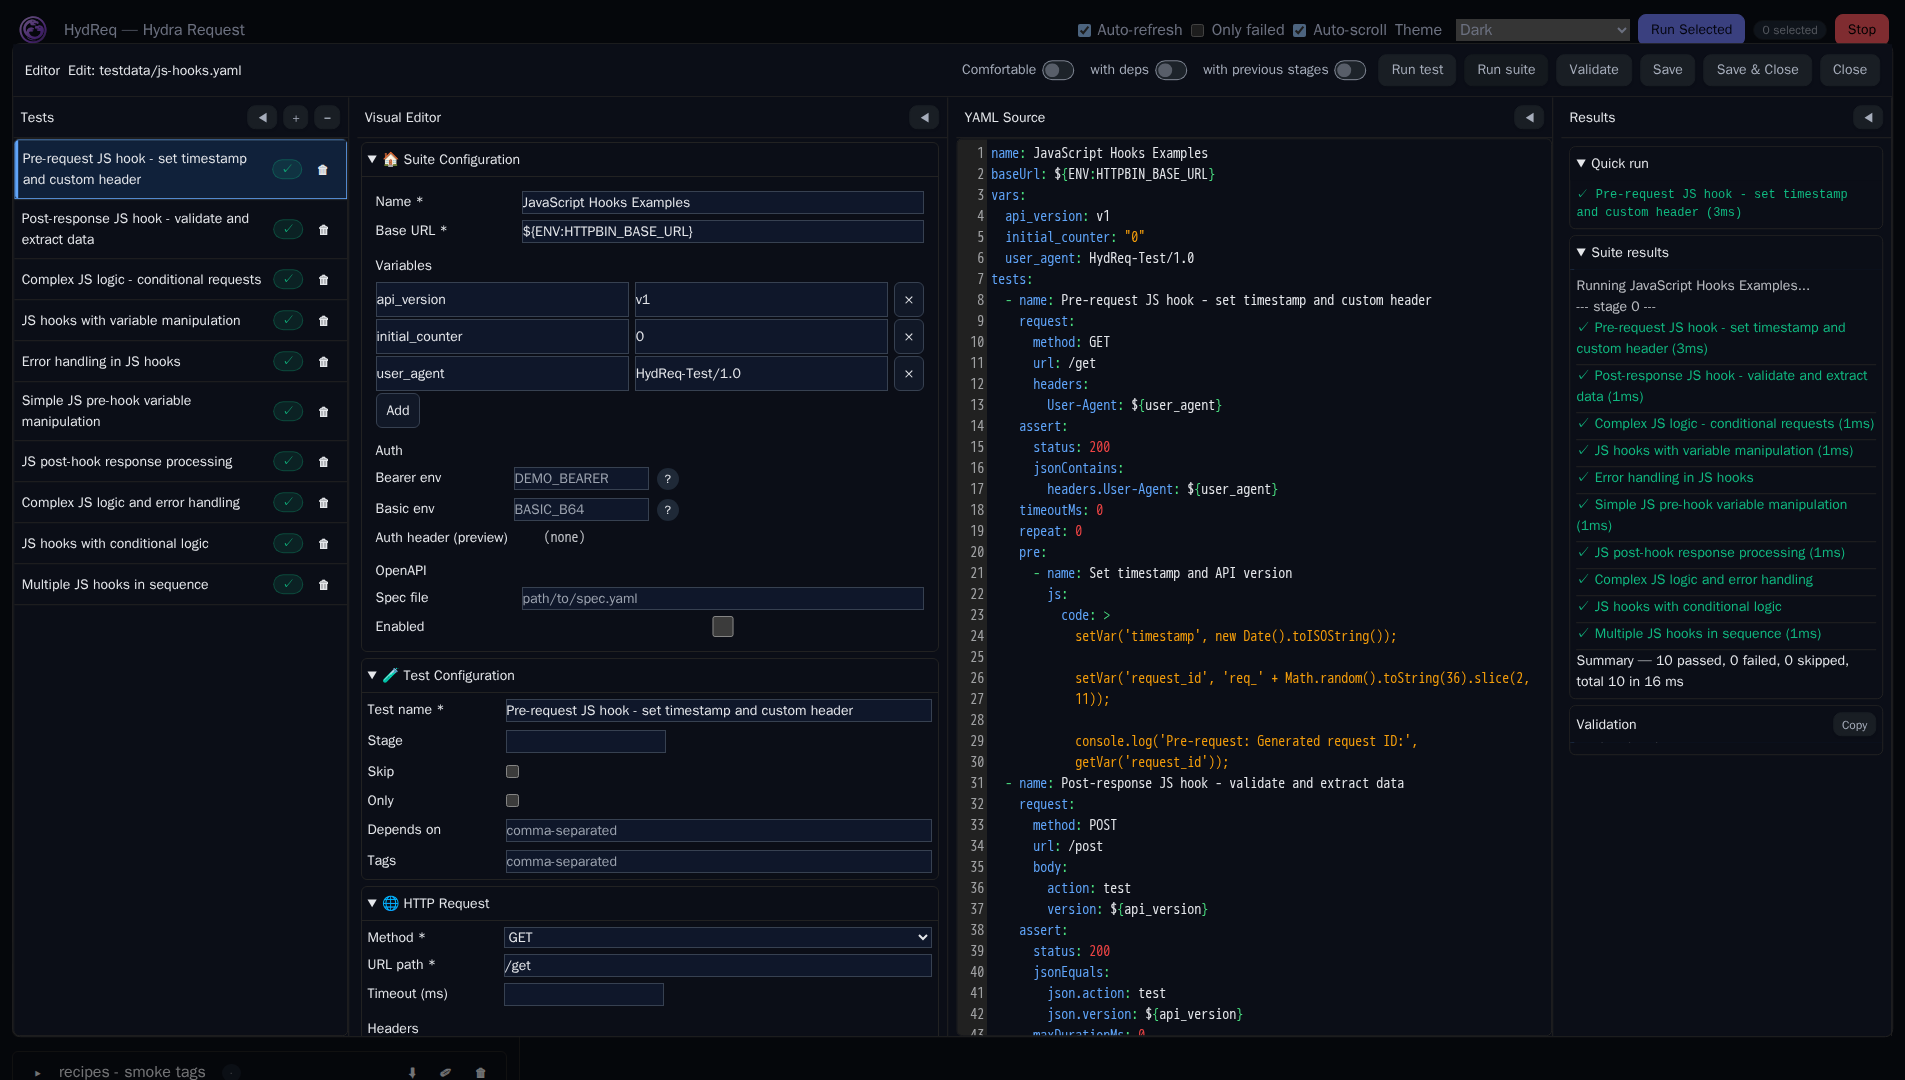 HydReq — Hydra Request
Auto-refresh Only failed Auto-scroll Theme Dark Run Selected 0 selected Stop
Editor Edit: testdata/js-hooks.yaml
Comfortable with deps with previous stages Run test Run suite Validate Save Save & Close Close
Tests
Pre-request JS hook - set timestamp
and custom header
Post-response JS hook - validate and
extract data
Complex JS logic - conditional requests
JS hooks with variable manipulation
Error handling in JS hooks
Simple JS pre-hook variable
manipulation
JS post-hook response processing
Complex JS logic and error handling
JS hooks with conditional logic
Multiple JS hooks in sequence
Visual Editor
Suite Configuration
Name * JavaScript Hooks Examples
Base URL * ${ENV:HTTPBIN_BASE_URL}
Variables
api_version v1 ×
initial_counter 0 ×
user_agent HydReq-Test/1.0 ×
Add
Auth
Bearer env DEMO_BEARER ?
Basic env BASIC_B64 ?
Auth header (preview) (none)
OpenAPI
Spec file path/to/spec.yaml
Enabled
Test Configuration
Test name * Pre-request JS hook - set timestamp and custom header
Stage
Skip
Only
Depends on comma-separated
Tags comma-separated
HTTP Request
Method * GET
URL path * /get
Timeout (ms)
Headers
YAML Source
1 name: JavaScript Hooks Examples
2 baseUrl: ${ENV:HTTPBIN_BASE_URL}
3 vars:
4 api_version: v1
5 initial_counter: "0"
6 user_agent: HydReq-Test/1.0
7 tests:
8 - name: Pre-request JS hook - set timestamp and custom header
9 request:
10 method: GET
11 url: /get
12 headers:
13 User-Agent: ${user_agent}
14 assert:
15 status: 200
16 jsonContains:
17 headers.User-Agent: ${user_agent}
18 timeoutMs: 0
19 repeat: 0
20 pre:
21 - name: Set timestamp and API version
22 js:
23 code: >
24 setVar('timestamp', new Date().toISOString());
25
26 setVar('request_id', 'req_' + Math.random().toString(36).slice(2,
27 11));
28
29 console.log('Pre-request: Generated request ID:',
30 getVar('request_id'));
31 - name: Post-response JS hook - validate and extract data
32 request:
33 method: POST
34 url: /post
35 body:
36 action: test
37 version: ${api_version}
38 assert:
39 status: 200
40 jsonEquals:
41 json.action: test
42 json.version: ${api_version}
43 maxDurationMs: 0
Results
Quick run
✓ Pre-request JS hook - set timestamp
and custom header (3ms)
Suite results
Running JavaScript Hooks Examples...
--- stage 0 ---
✓ Pre-request JS hook - set timestamp and
custom header (3ms)
✓ Post-response JS hook - validate and extract
data (1ms)
✓ Complex JS logic - conditional requests (1ms)
✓ JS hooks with variable manipulation (1ms)
✓ Error handling in JS hooks
✓ Simple JS pre-hook variable manipulation
(1ms)
✓ JS post-hook response processing (1ms)
✓ Complex JS logic and error handling
✓ JS hooks with conditional logic
✓ Multiple JS hooks in sequence (1ms)
Summary — 10 passed, 0 failed, 0 skipped,
total 10 in 16 ms
Validation Copy
recipes - smoke tags